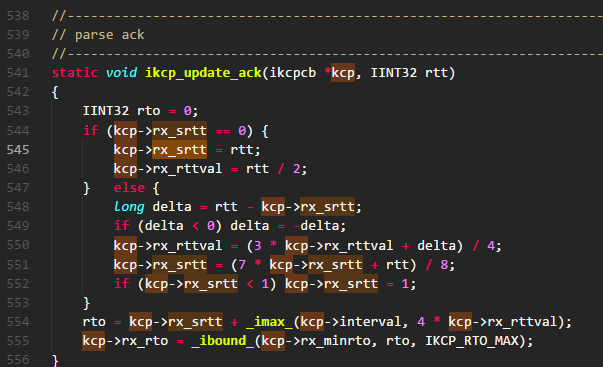 538 //------------------------------------------------------------------------
539 // parse ack
540 //------------------------------------------------------------------------
541 static void ikcp_update_ack(ikcpcb *kcp, IINT32 rtt)
542 {
543     IINT32 rto = 0;
544     if (kcp->rx_srtt == 0) {
545         kcp->rx_srtt = rtt;
546         kcp->rx_rttval = rtt / 2;
547     }   else {
548         long delta = rtt - kcp->rx_srtt;
549         if (delta < 0) delta = -delta;
550         kcp->rx_rttval = (3 * kcp->rx_rttval + delta) / 4;
551         kcp->rx_srtt = (7 * kcp->rx_srtt + rtt) / 8;
552         if (kcp->rx_srtt < 1) kcp->rx_srtt = 1;
553     }
554     rto = kcp->rx_srtt + _imax_(kcp->interval, 4 * kcp->rx_rttval);
555     kcp->rx_rto = _ibound_(kcp->rx_minrto, rto, IKCP_RTO_MAX);
556 }